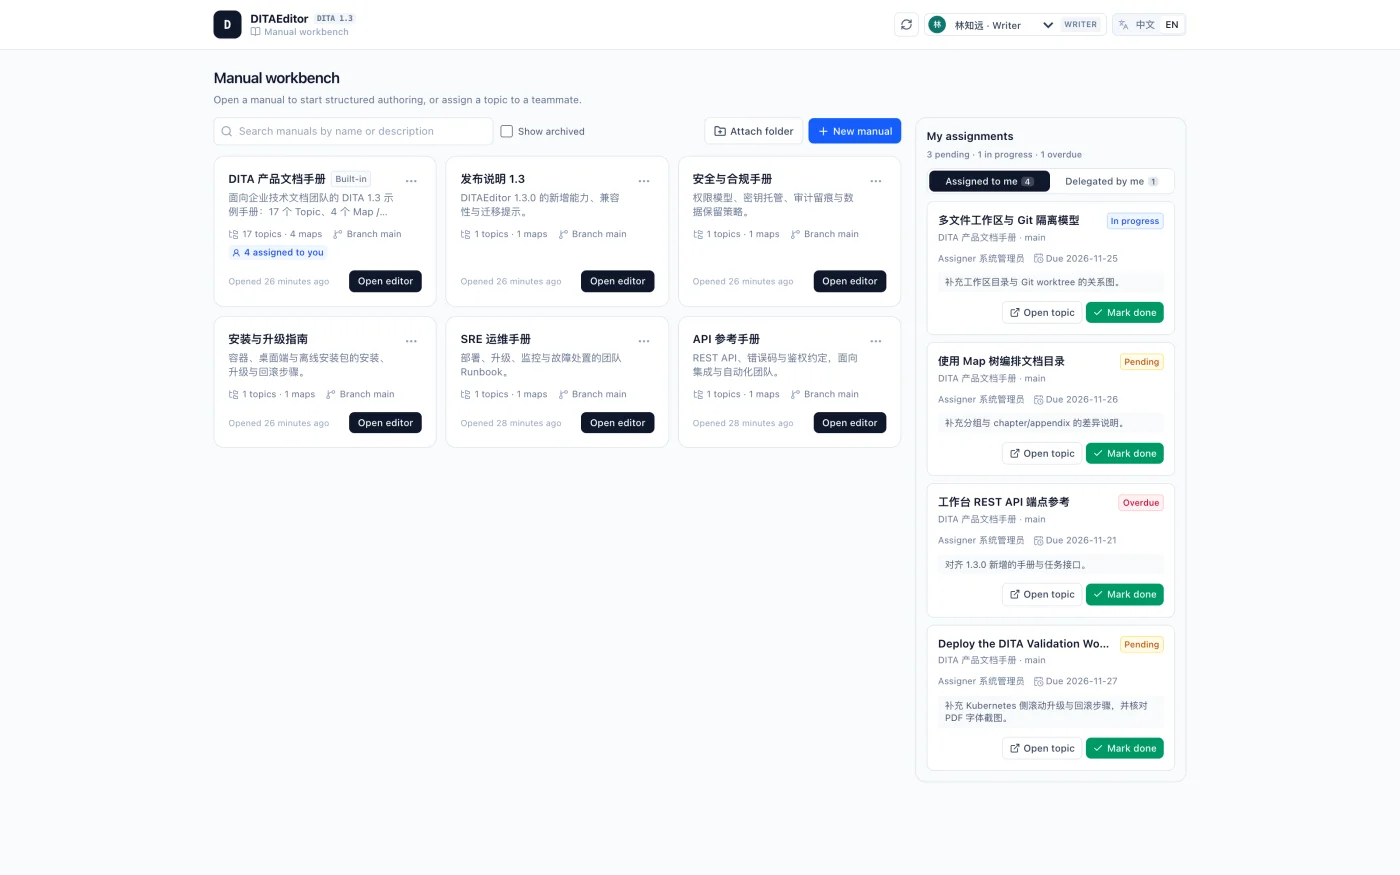 D
DITAEditor DITA 1.3
Manual workbench
林 林知远 · Writer WRITER
中文 EN
Manual workbench
Open a manual to start structured authoring, or assign a topic to a teammate.
Search manuals by name or description
Show archived
Attach folder
New manual
DITA 产品文档手册 Built-in
面向企业技术文档团队的 DITA 1.3 示
例手册：17 个 Topic、4 个 Map /...
17 topics · 4 maps Branch main
4 assigned to you
Opened 26 minutes ago Open editor
发布说明 1.3
DITAEditor 1.3.0 的新增能力、兼容
性与迁移提示。
1 topics · 1 maps Branch main
Opened 26 minutes ago Open editor
安全与合规手册
权限模型、密钥托管、审计留痕与数
据保留策略。
1 topics · 1 maps Branch main
Opened 26 minutes ago Open editor
安装与升级指南
容器、桌面端与离线安装包的安装、
升级与回滚步骤。
1 topics · 1 maps Branch main
Opened 26 minutes ago Open editor
SRE 运维手册
部署、升级、监控与故障处置的团队
Runbook。
1 topics · 1 maps Branch main
Opened 28 minutes ago Open editor
API 参考手册
REST API、错误码与鉴权约定，面向
集成与自动化团队。
1 topics · 1 maps Branch main
Opened 28 minutes ago Open editor
My assignments
3 pending · 1 in progress · 1 overdue
Assigned to me 4 Delegated by me 1
多文件工作区与 Git 隔离模型 In progress
DITA 产品文档手册 · main
Assigner 系统管理员 Due 2026-11-25
补充工作区目录与 Git worktree 的关系图。
Open topic Mark done
使用 Map 树编排文档目录 Pending
DITA 产品文档手册 · main
Assigner 系统管理员 Due 2026-11-26
补充分组与 chapter/appendix 的差异说明。
Open topic Mark done
工作台 REST API 端点参考 Overdue
DITA 产品文档手册 · main
Assigner 系统管理员 Due 2026-11-21
对齐 1.3.0 新增的手册与任务接口。
Open topic Mark done
Deploy the DITA Validation Wo... Pending
DITA 产品文档手册 · main
Assigner 系统管理员 Due 2026-11-27
补充 Kubernetes 侧滚动升级与回滚步骤，并核对
PDF 字体截图。
Open topic Mark done